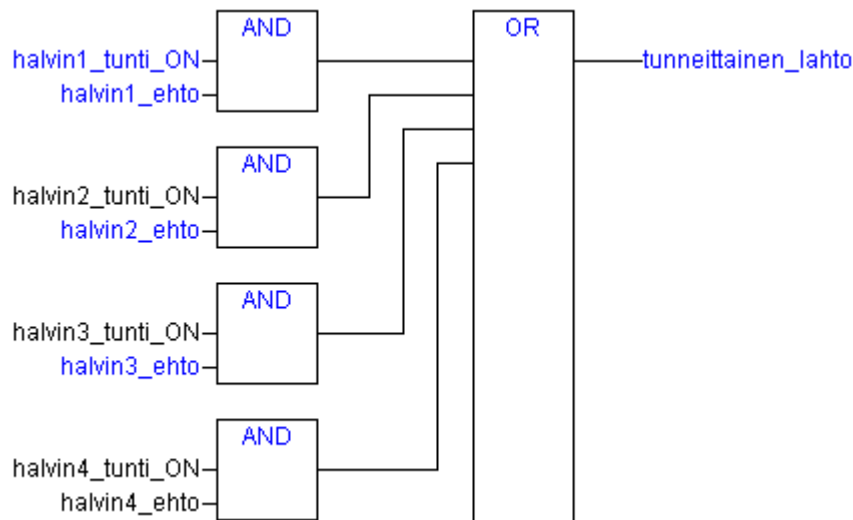 AND
OR
halvin1_tunti_ON
tunneittainen_lahto
halvin1_ehto
AND
halvin2_tunti_ON
halvin2_ehto
AND
halvin3_tunti_ON
halvin3_ehto
AND
halvin4_tunti_ON
halvin4_ehto